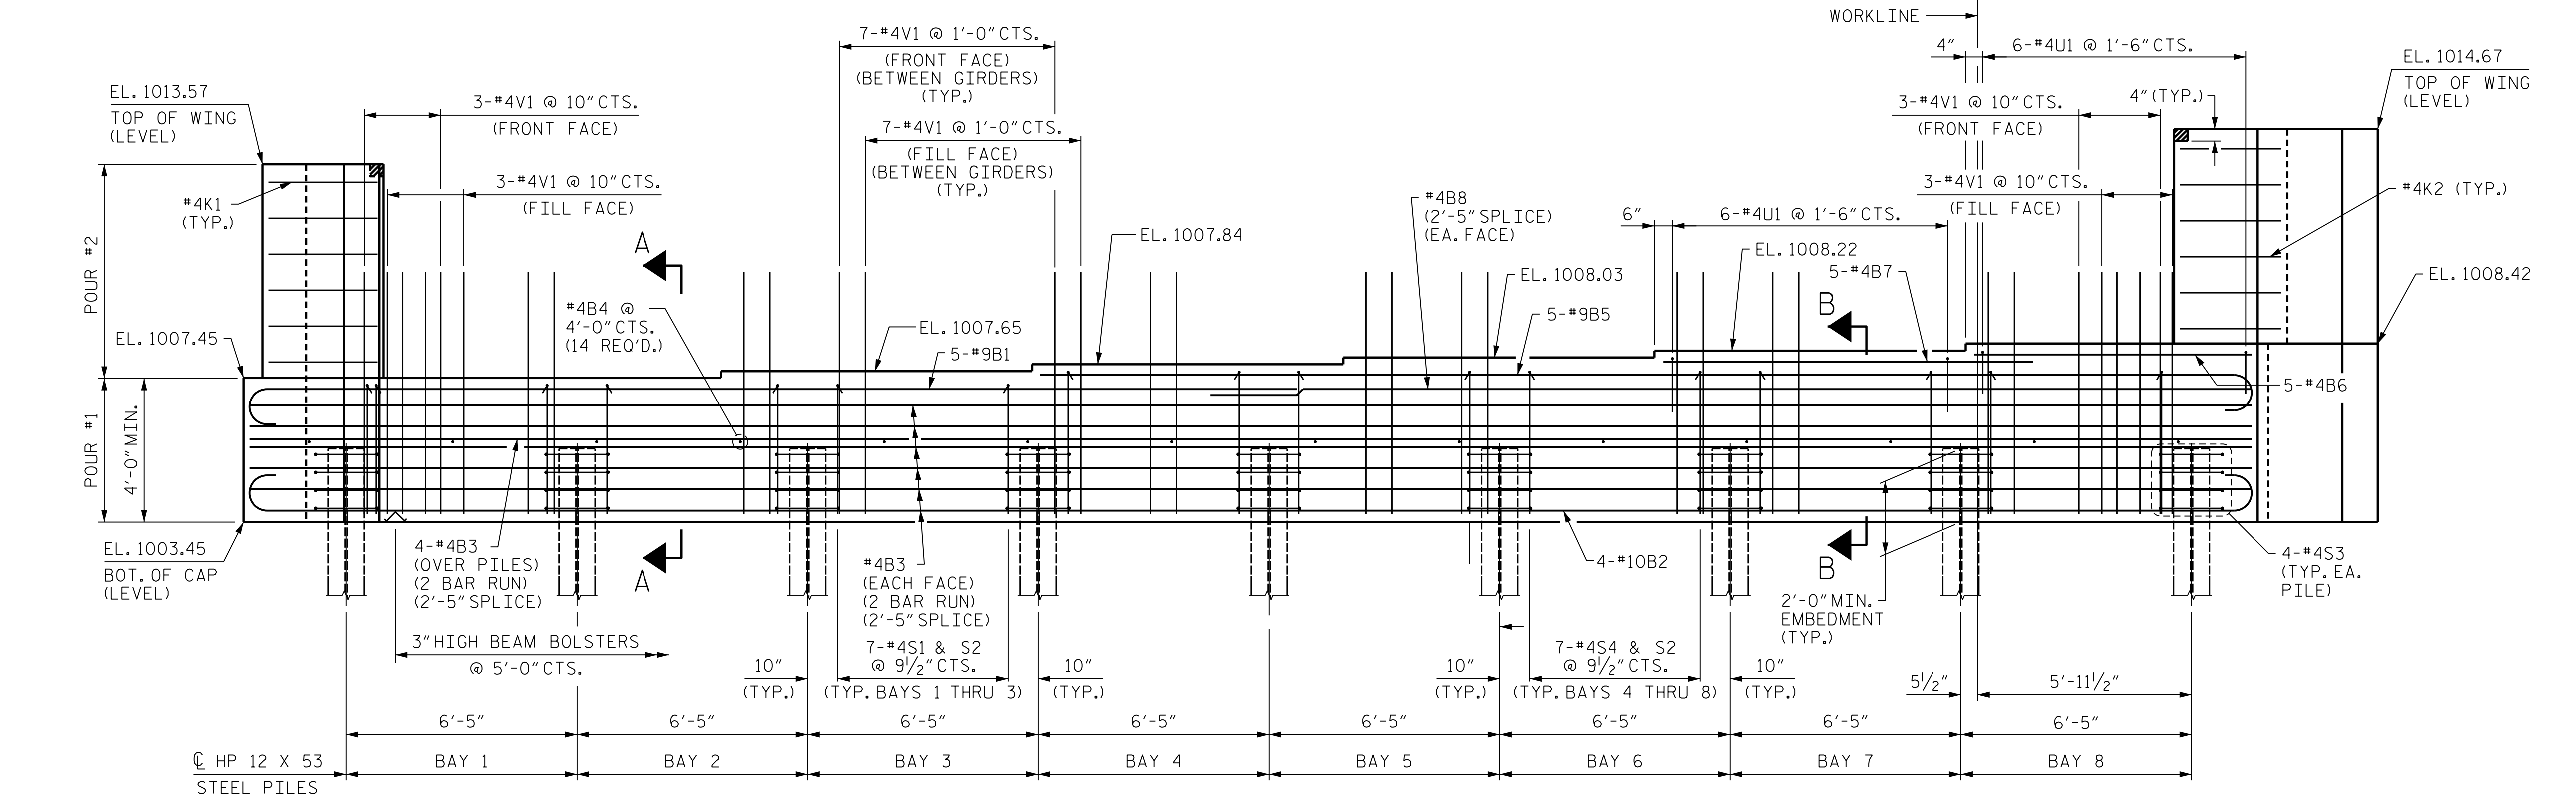 WORKLINE
7-#4V1 @ 1'-0" CTS.
(FRONT FACE)
(BETWEEN GIRDERS)
(TYP.)
4"
6-#4U1 @ 1'-6" CTS.
EL. 1014.67
TOP OF WING
(LEVEL)
EL. 1013.57
TOP OF WING
(LEVEL)
3-#4V1 @ 10" CTS.
(FRONT FACE)
7-#4V1 @ 1'-0" CTS.
(FILL FACE)
(BETWEEN GIRDERS)
(TYP.)
3-#4V1 @ 10" CTS.
(FRONT FACE)
4" (TYP.)
#4K1
(TYP.)
3-#4V1 @ 10" CTS.
(FILL FACE)
#4B8
(2'-5" SPLICE)
(EA. FACE)
3-#4V1 @ 10" CTS.
(FILL FACE)
#4K2 (TYP.)
6"
6-#4U1 @ 1'-6" CTS.
POUR #2
A
EL. 1007.84
EL. 1008.22
EL. 1008.03
5-#4B7
EL. 1008.42
#4B4 @
4'-0" CTS.
(14 REQ'D.)
B
EL. 1007.45
EL. 1007.65
5-#9B1
5-#9B5
5-#4B6
POUR #1
4'-0" MIN.
EL. 1003.45
BOT. OF CAP
(LEVEL)
4-#4B3
(OVER PILES)
(2 BAR RUN)
(2'-5" SPLICE)
A
#4B3
(EACH FACE)
(2 BAR RUN)
(2'-5" SPLICE)
4-#10B2
B
2'-0" MIN.
EMBEDMENT
(TYP.)
4-#4S3
(TYP. EA.
PILE)
3" HIGH BEAM BOLSTERS
@ 5'-0" CTS.
10"
(TYP.)
7-#4S1 & S2
@ 9 1/2" CTS.
(TYP. BAYS 1 THRU 3)
10"
(TYP.)
10"
(TYP.)
7-#4S4 & S2
@ 9 1/2" CTS.
(TYP. BAYS 4 THRU 8)
10"
(TYP.)
5 1/2"
5'-11 1/2"
6'-5" 6'-5" 6'-5" 6'-5" 6'-5" 6'-5" 6'-5" 6'-5"
℄ HP 12 X 53
STEEL PILES
BAY 1 BAY 2 BAY 3 BAY 4 BAY 5 BAY 6 BAY 7 BAY 8